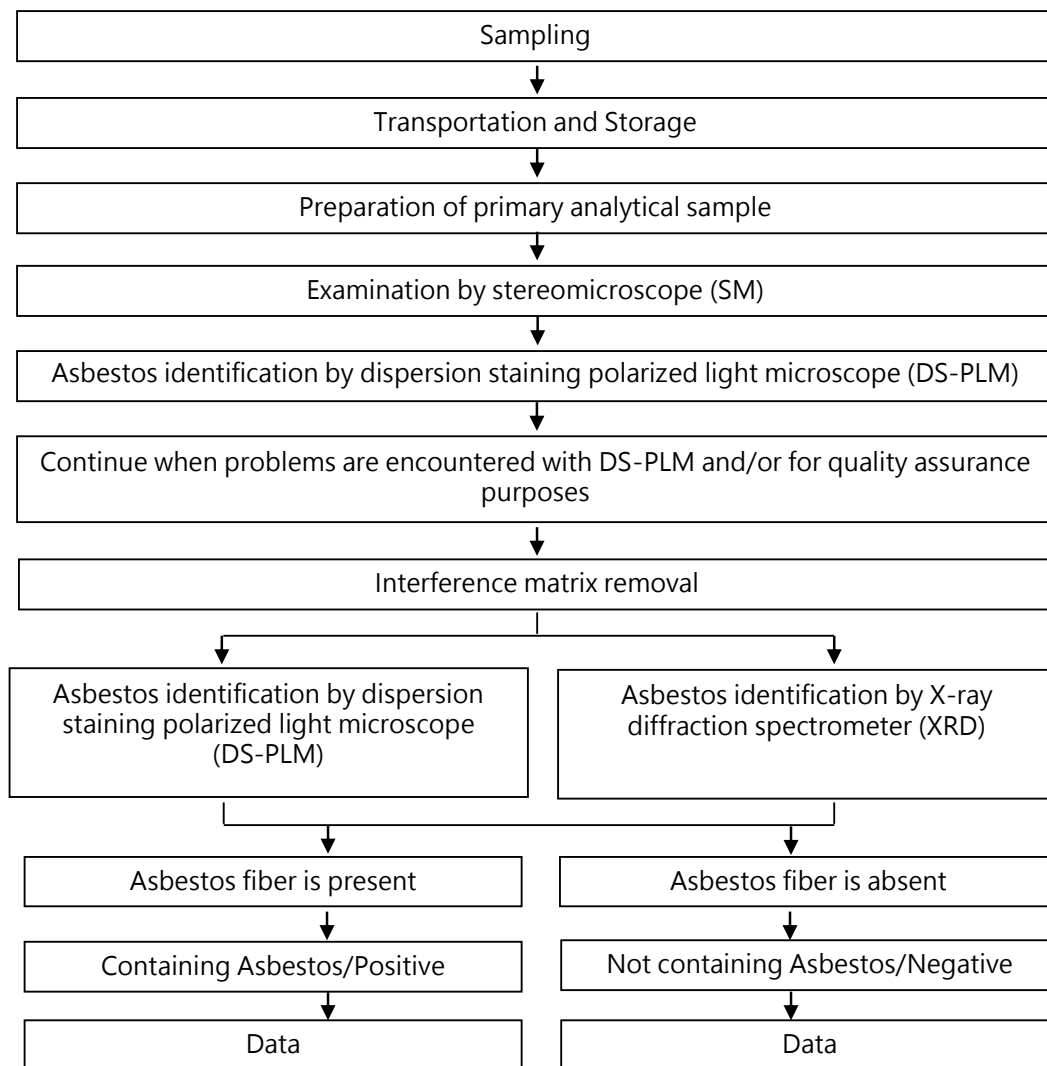 Sampling
Transportation and Storage
Preparation of primary analytical sample
Examination by stereomicroscope (SM)
Asbestos identification by dispersion staining polarized light microscope (DS-PLM)
Continue when problems are encountered with DS-PLM and/or for quality assurance
purposes
Interference matrix removal
Asbestos identification by dispersion
staining polarized light microscope
(DS-PLM)
Asbestos identification by X-ray
diffraction spectrometer (XRD)
Asbestos fiber is present
Asbestos fiber is absent
Containing Asbestos/Positive
Not containing Asbestos/Negative
Data
Data